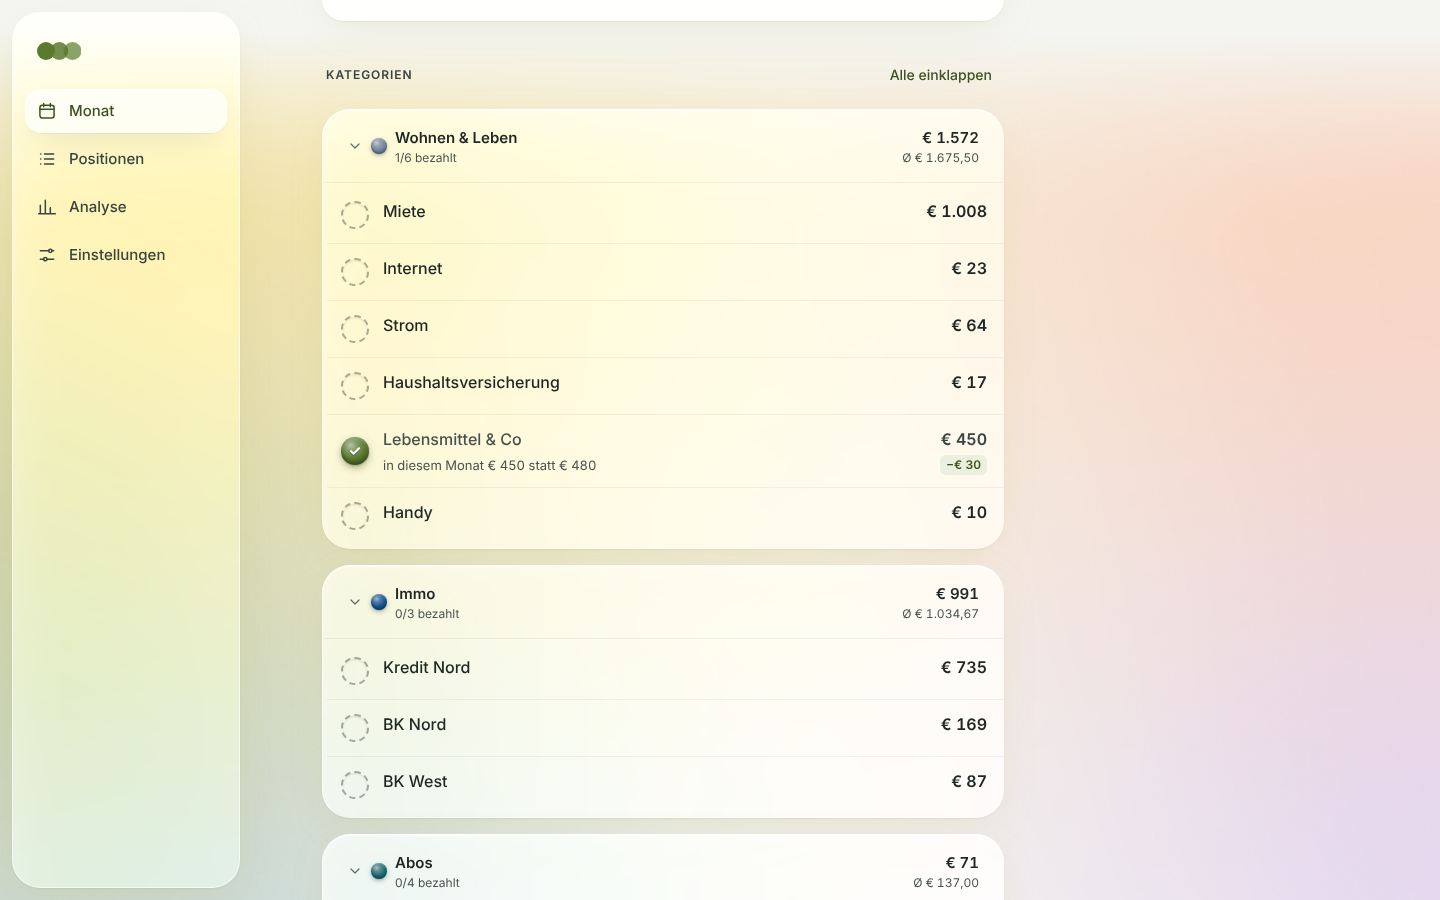 Monat
Positionen
Analyse
Einstellungen
KATEGORIEN
Alle einklappen
Wohnen & Leben
€ 1.572
1/6 bezahlt
Ø € 1.675,50
Miete
€ 1.008
Internet
€ 23
Strom
€ 64
Haushaltsversicherung
€ 17
Lebensmittel & Co
€ 450
in diesem Monat € 450 statt € 480
−€ 30
Handy
€ 10
Immo
€ 991
0/3 bezahlt
Ø € 1.034,67
Kredit Nord
€ 735
BK Nord
€ 169
BK West
€ 87
Abos
€ 71
0/4 bezahlt
Ø € 137,00